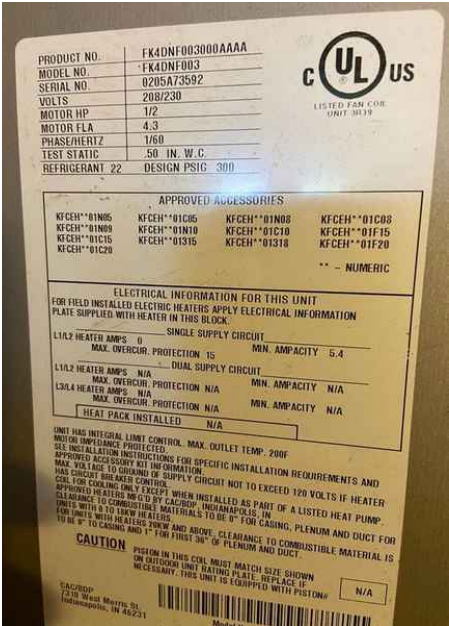 PRODUCT NO. FK4DNF003000AAAA
MODEL NO. FK4DNF003
SERIAL NO. 0205A73592
VOLTS 208/230
MOTOR HP 1/2
MOTOR FLA 4.3
PHASE/HERTZ 1/60
TEST STATIC .50 IN. W.C.
REFRIGERANT 22 DESIGN PSIG 300
C UL US
LISTED FAN COIL
UNIT 3H39
APPROVED ACCESSORIES
KFCEH**01N05 KFCEH**01C05 KFCEH**01N08 KFCEH**01C08
KFCEH**01N09 KFCEH**01N10 KFCEH**01C10 KFCEH**01F15
KFCEH**01C15 KFCEH**01315 KFCEH**01318 KFCEH**01F20
KFCEH**01C20
** - NUMERIC
ELECTRICAL INFORMATION FOR THIS UNIT
FOR FIELD INSTALLED ELECTRIC HEATERS APPLY ELECTRICAL INFORMATION
PLATE SUPPLIED WITH HEATER IN THIS BLOCK.
SINGLE SUPPLY CIRCUIT
L1/L2 HEATER AMPS 0 MIN. AMPACITY 5.4
MAX. OVERCUR. PROTECTION 15
DUAL SUPPLY CIRCUIT
L1/L2 HEATER AMPS N/A MIN. AMPACITY N/A
MAX. OVERCUR. PROTECTION N/A
L3/L4 HEATER AMPS N/A MIN. AMPACITY N/A
MAX. OVERCUR. PROTECTION N/A
HEAT PACK INSTALLED N/A
UNIT HAS INTEGRAL LIMIT CONTROL. MAX. OUTLET TEMP. 200F
MOTOR IMPEDANCE PROTECTED.
SEE INSTALLATION INSTRUCTIONS FOR SPECIFIC INSTALLATION REQUIREMENTS AND
APPROVED ACCESSORY KIT INFORMATION.
MAX. VOLTAGE TO GROUND OF SUPPLY CIRCUIT NOT TO EXCEED 120 VOLTS IF HEATER
HAS CIRCUIT BREAKER CONTROL.
COIL FOR COOLING ONLY EXCEPT WHEN INSTALLED AS PART OF A LISTED HEAT PUMP.
APPROVED HEATERS MFG'D BY CAC/BDP, INDIANAPOLIS, IN
CLEARANCE TO COMBUSTIBLE MATERIALS TO BE 0" FOR CASING, PLENUM AND DUCT FOR
UNITS WITH 0 TO 18KW HEATERS.
FOR UNITS WITH HEATERS 20KW AND ABOVE, CLEARANCE TO COMBUSTIBLE MATERIAL IS
TO BE 0" TO CASING AND 1" FOR FIRST 36" OF PLENUM AND DUCT.
CAUTION PISTON IN THIS COIL MUST MATCH SIZE SHOWN
ON OUTDOOR UNIT RATING PLATE. REPLACE IF
NECESSARY. THIS UNIT IS EQUIPPED WITH PISTON# N/A
CAC/BDP
7310 West Morris St.
Indianapolis, IN 46231